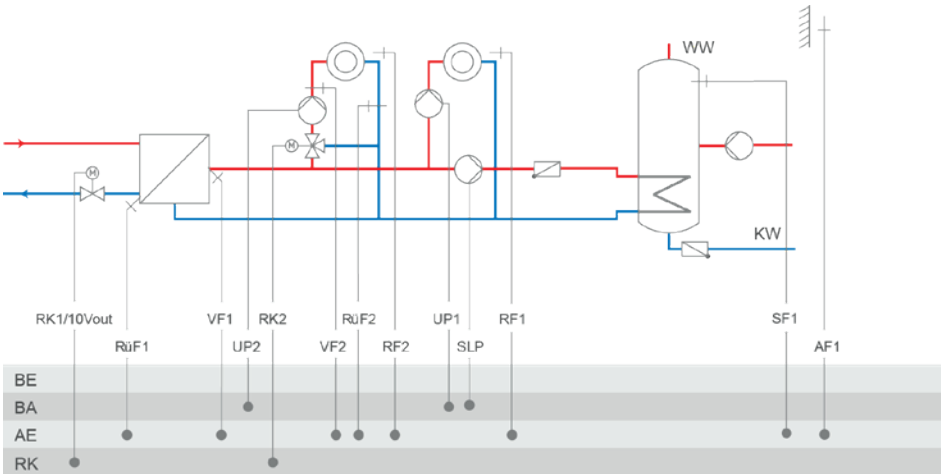 WW
M
M
KW
RK1/10Vout VF1 RK2 RüF2 UP1 RF1 SF1
RüF1 UP2 VF2 RF2 SLP AF1
BE
BA
AE
RK